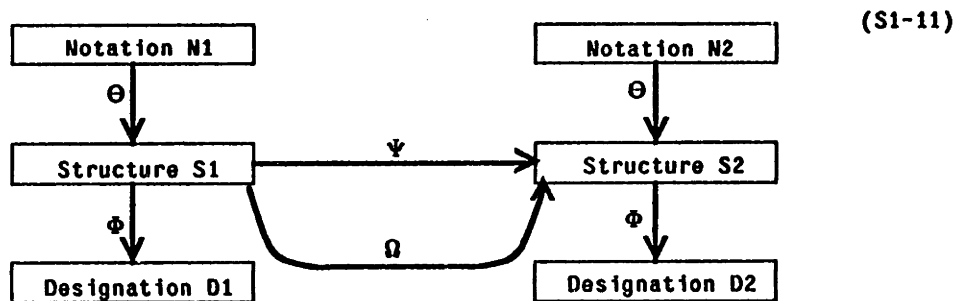 (S1-11)
Notation N1 Notation N2
Θ Θ
Structure S1 Ψ Structure S2
Φ Ω Φ
Designation D1 Designation D2